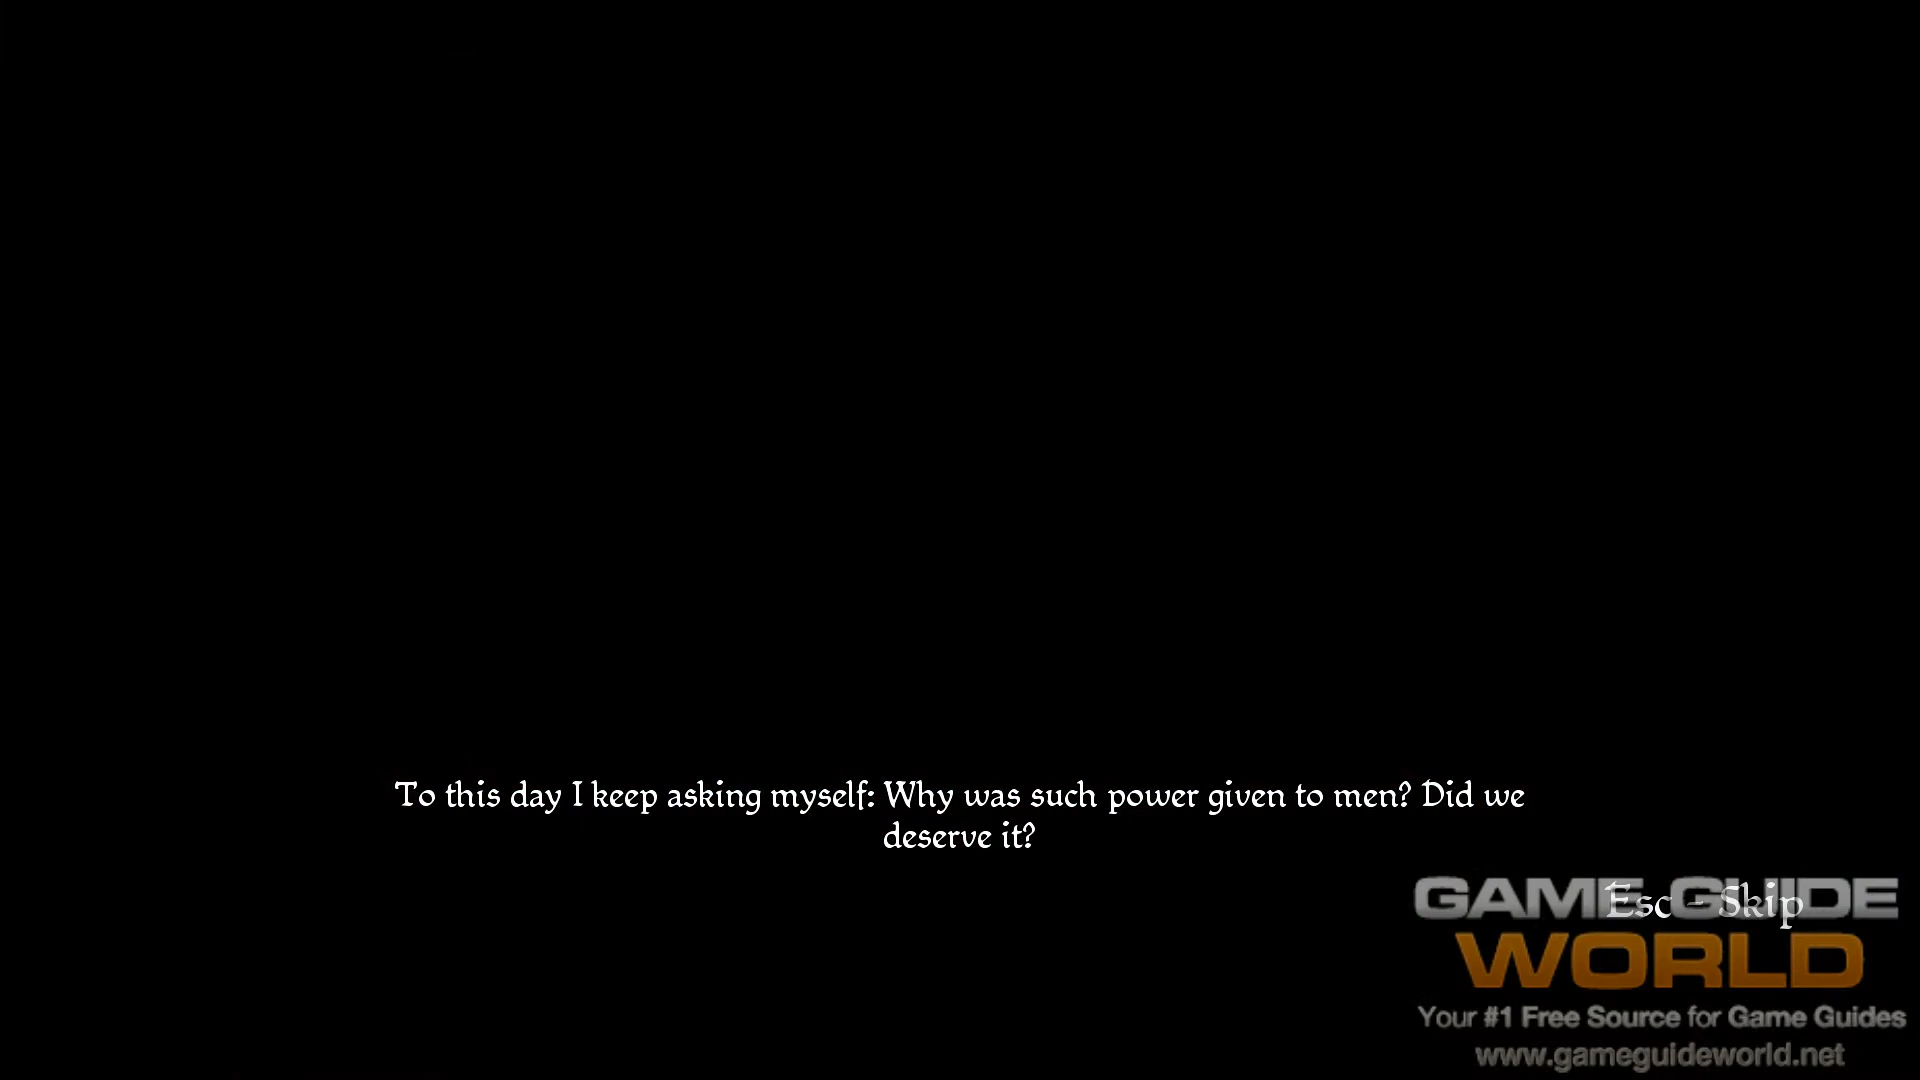 To this day I keep asking myself: Why was such power given to men? Did we
deserve it?
Esc - Skip
GAME GUIDE
WORLD
Your #1 Free Source for Game Guides
www.gameguideworld.net